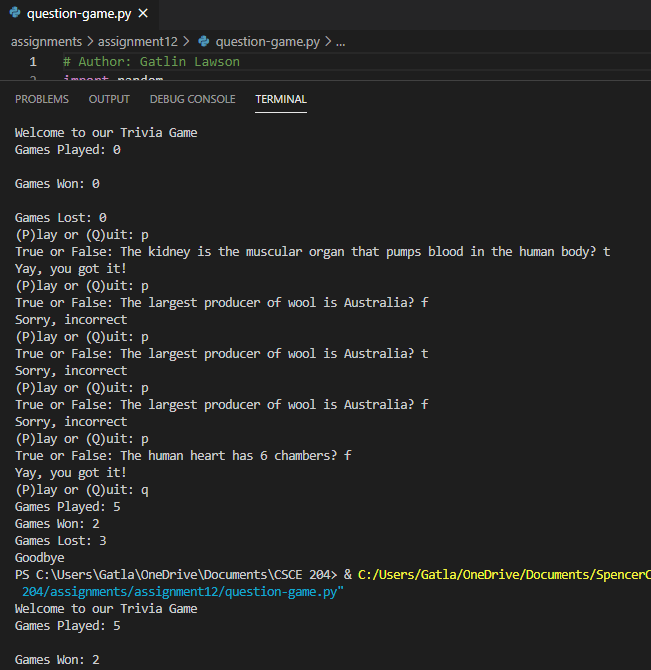 question-game.py
assignments > assignment12 > question-game.py > ...
1 # Author: Gatlin Lawson
2 import random
PROBLEMS OUTPUT DEBUG CONSOLE TERMINAL
Welcome to our Trivia Game
Games Played: 0
Games Won: 0
Games Lost: 0
(P)lay or (Q)uit: p
True or False: The kidney is the muscular organ that pumps blood in the human body? t
Yay, you got it!
(P)lay or (Q)uit: p
True or False: The largest producer of wool is Australia? f
Sorry, incorrect
(P)lay or (Q)uit: p
True or False: The largest producer of wool is Australia? t
Sorry, incorrect
(P)lay or (Q)uit: p
True or False: The largest producer of wool is Australia? f
Sorry, incorrect
(P)lay or (Q)uit: p
True or False: The human heart has 6 chambers? f
Yay, you got it!
(P)lay or (Q)uit: q
Games Played: 5
Games Won: 2
Games Lost: 3
Goodbye
PS C:\Users\Gatla\OneDrive\Documents\CSCE 204> & C:/Users/Gatla/OneDrive/Documents/SpencerC
204/assignments/assignment12/question-game.py"
Welcome to our Trivia Game
Games Played: 5
Games Won: 2